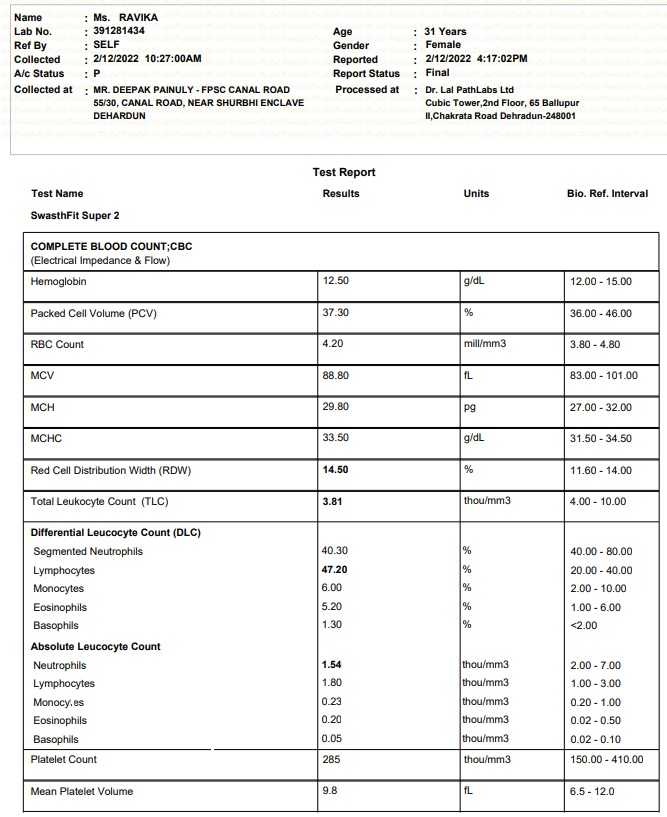 Name : Ms. RAVIKA
Lab No. : 391281434 Age : 31 Years
Ref By : SELF Gender : Female
Collected : 2/12/2022 10:27:00AM Reported : 2/12/2022 4:17:02PM
A/c Status : P Report Status : Final
Collected at : MR. DEEPAK PAINULY - FPSC CANAL ROAD Processed at : Dr. Lal PathLabs Ltd
55/30, CANAL ROAD, NEAR SHURBHI ENCLAVE Cubic Tower,2nd Floor, 65 Ballupur
DEHARDUN II,Chakrata Road Dehradun-248001
Test Report
Test Name Results Units Bio. Ref. Interval
SwasthFit Super 2
COMPLETE BLOOD COUNT;CBC
(Electrical Impedance & Flow)
Hemoglobin 12.50 g/dL 12.00 - 15.00
Packed Cell Volume (PCV) 37.30 % 36.00 - 46.00
RBC Count 4.20 mill/mm3 3.80 - 4.80
MCV 88.80 fL 83.00 - 101.00
MCH 29.80 pg 27.00 - 32.00
MCHC 33.50 g/dL 31.50 - 34.50
Red Cell Distribution Width (RDW) 14.50 % 11.60 - 14.00
Total Leukocyte Count (TLC) 3.81 thou/mm3 4.00 - 10.00
Differential Leucocyte Count (DLC)
Segmented Neutrophils 40.30 % 40.00 - 80.00
Lymphocytes 47.20 % 20.00 - 40.00
Monocytes 6.00 % 2.00 - 10.00
Eosinophils 5.20 % 1.00 - 6.00
Basophils 1.30 % <2.00
Absolute Leucocyte Count
Neutrophils 1.54 thou/mm3 2.00 - 7.00
Lymphocytes 1.80 thou/mm3 1.00 - 3.00
Monocytes 0.23 thou/mm3 0.20 - 1.00
Eosinophils 0.20 thou/mm3 0.02 - 0.50
Basophils 0.05 thou/mm3 0.02 - 0.10
Platelet Count 285 thou/mm3 150.00 - 410.00
Mean Platelet Volume 9.8 fL 6.5 - 12.0